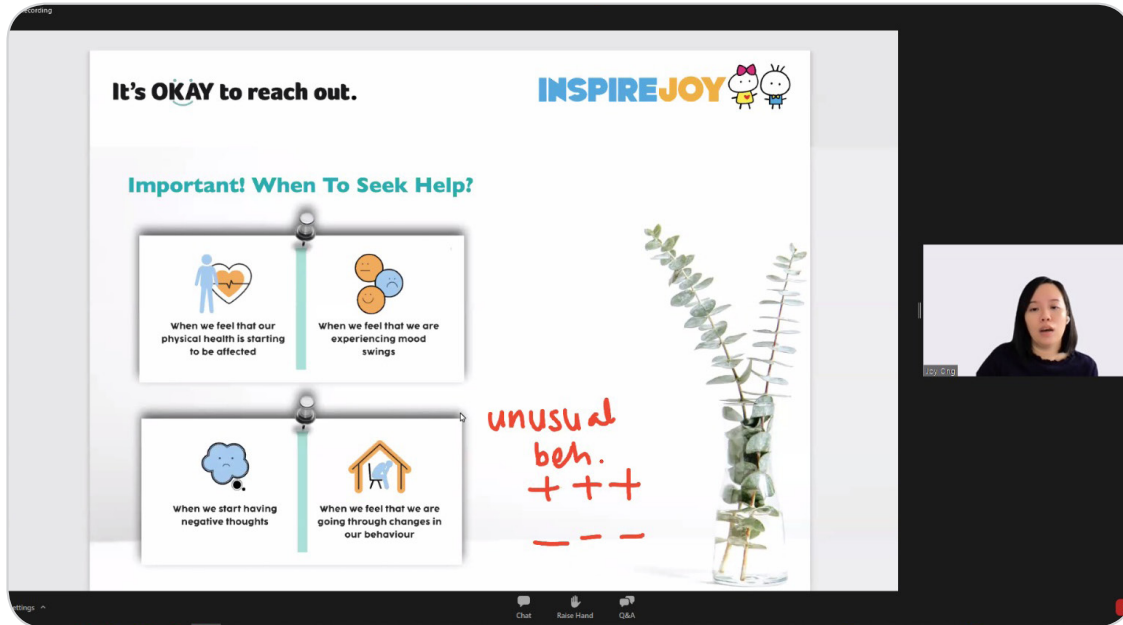 ecording
It's OKAY to reach out.
INSPIREJOY
Important! When To Seek Help?
When we feel that our
physical health is starting
to be affected
When we feel that we are
experiencing mood
swings
When we start having
negative thoughts
When we feel that we are
going through changes in
our behaviour
unusual
beh.
+ + +
— — —
Joy Ong
ettings
Chat
Raise Hand
Q&A